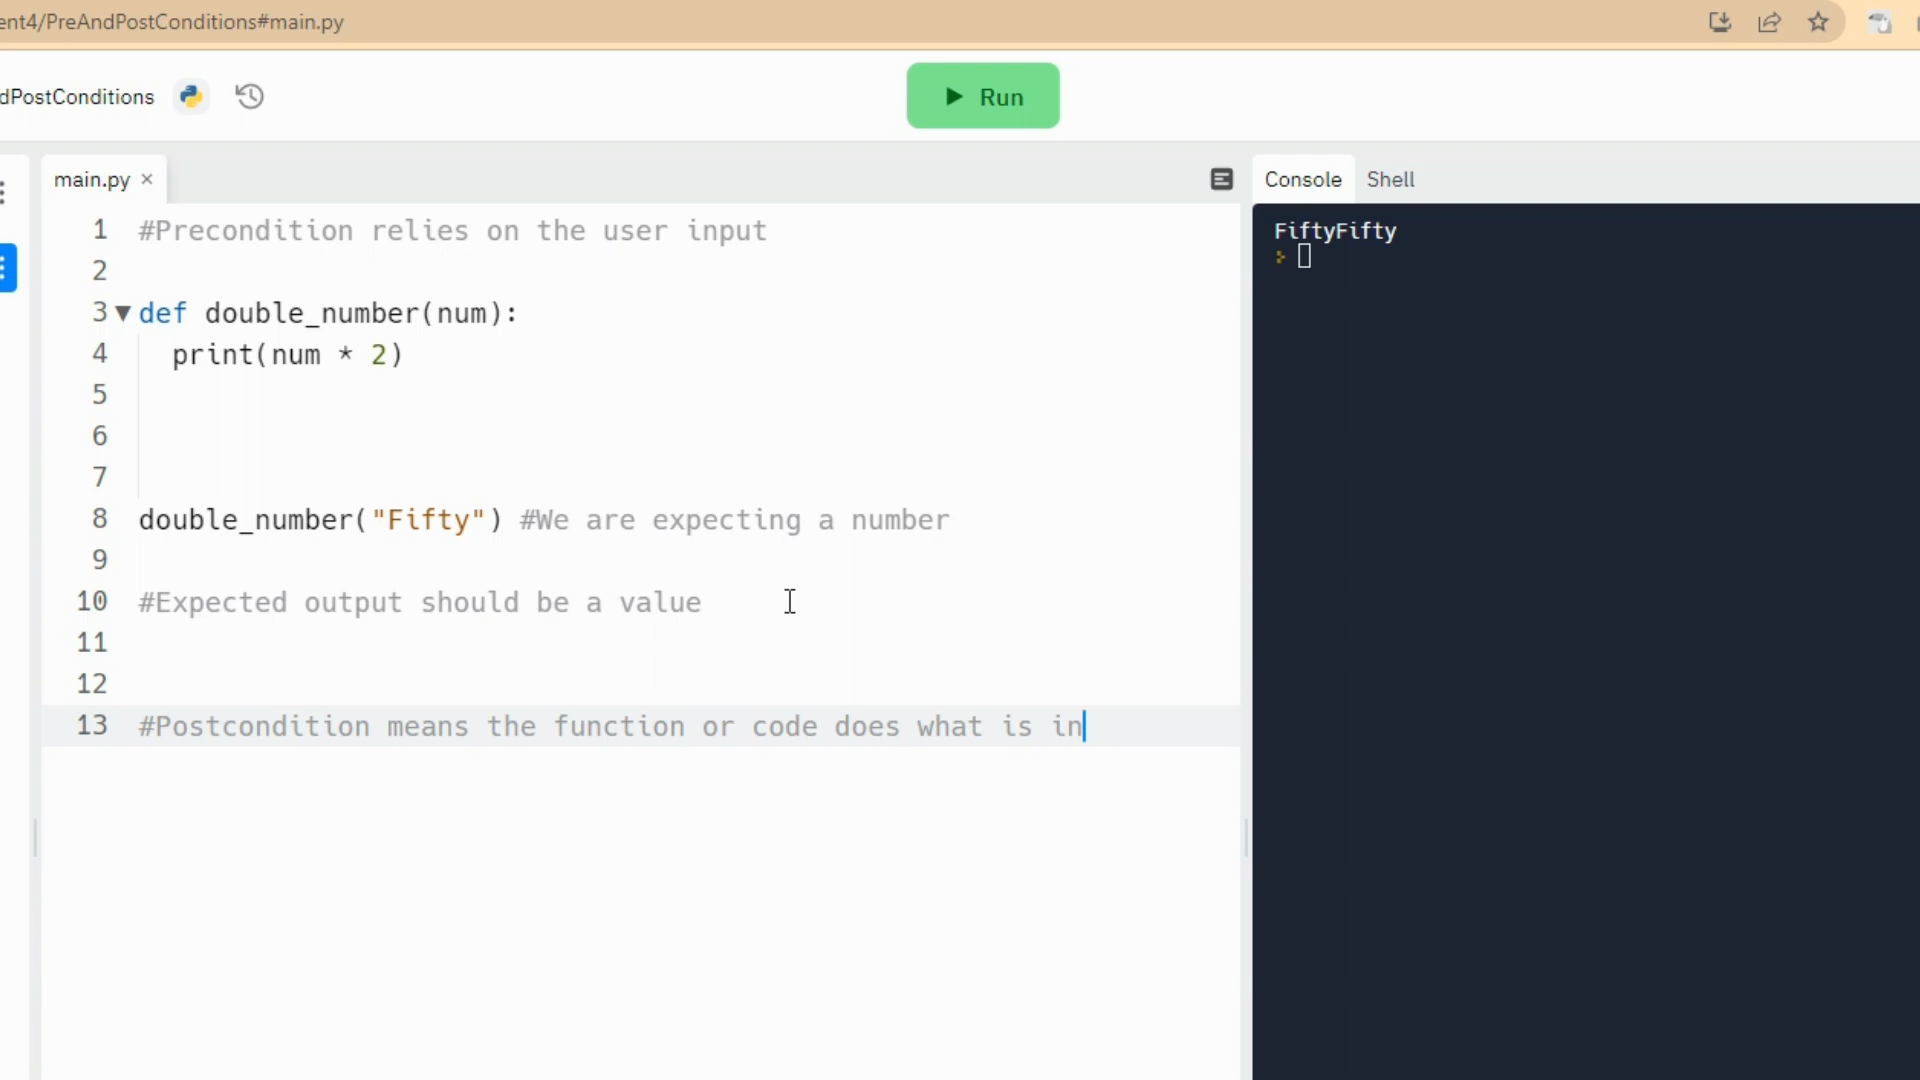 ent4/PreAndPostConditions#main.py
dPostConditions
Run
main.py
Console Shell
1 #Precondition relies on the user input
2
3 def double_number(num):
4 print(num * 2)
5
6
7
8 double_number("Fifty") #We are expecting a number
9
10 #Expected output should be a value
11
12
13 #Postcondition means the function or code does what is in
FiftyFifty